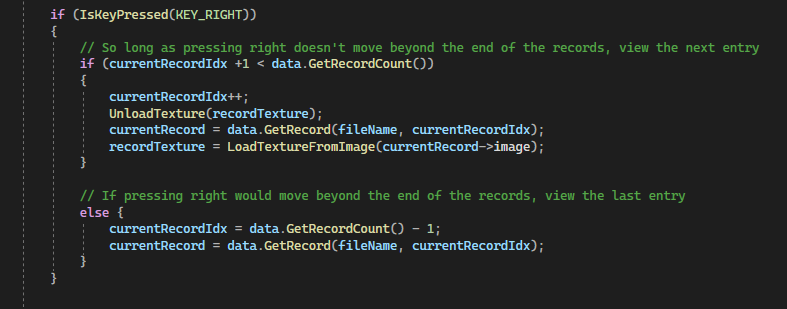 if (IsKeyPressed(KEY_RIGHT))
{
// So long as pressing right doesn't move beyond the end of the records, view the next entry
if (currentRecordIdx +1 < data.GetRecordCount())
{
currentRecordIdx++;
UnloadTexture(recordTexture);
currentRecord = data.GetRecord(fileName, currentRecordIdx);
recordTexture = LoadTextureFromImage(currentRecord->image);
}
// If pressing right would move beyond the end of the records, view the last entry
else {
currentRecordIdx = data.GetRecordCount() - 1;
currentRecord = data.GetRecord(fileName, currentRecordIdx);
}
}